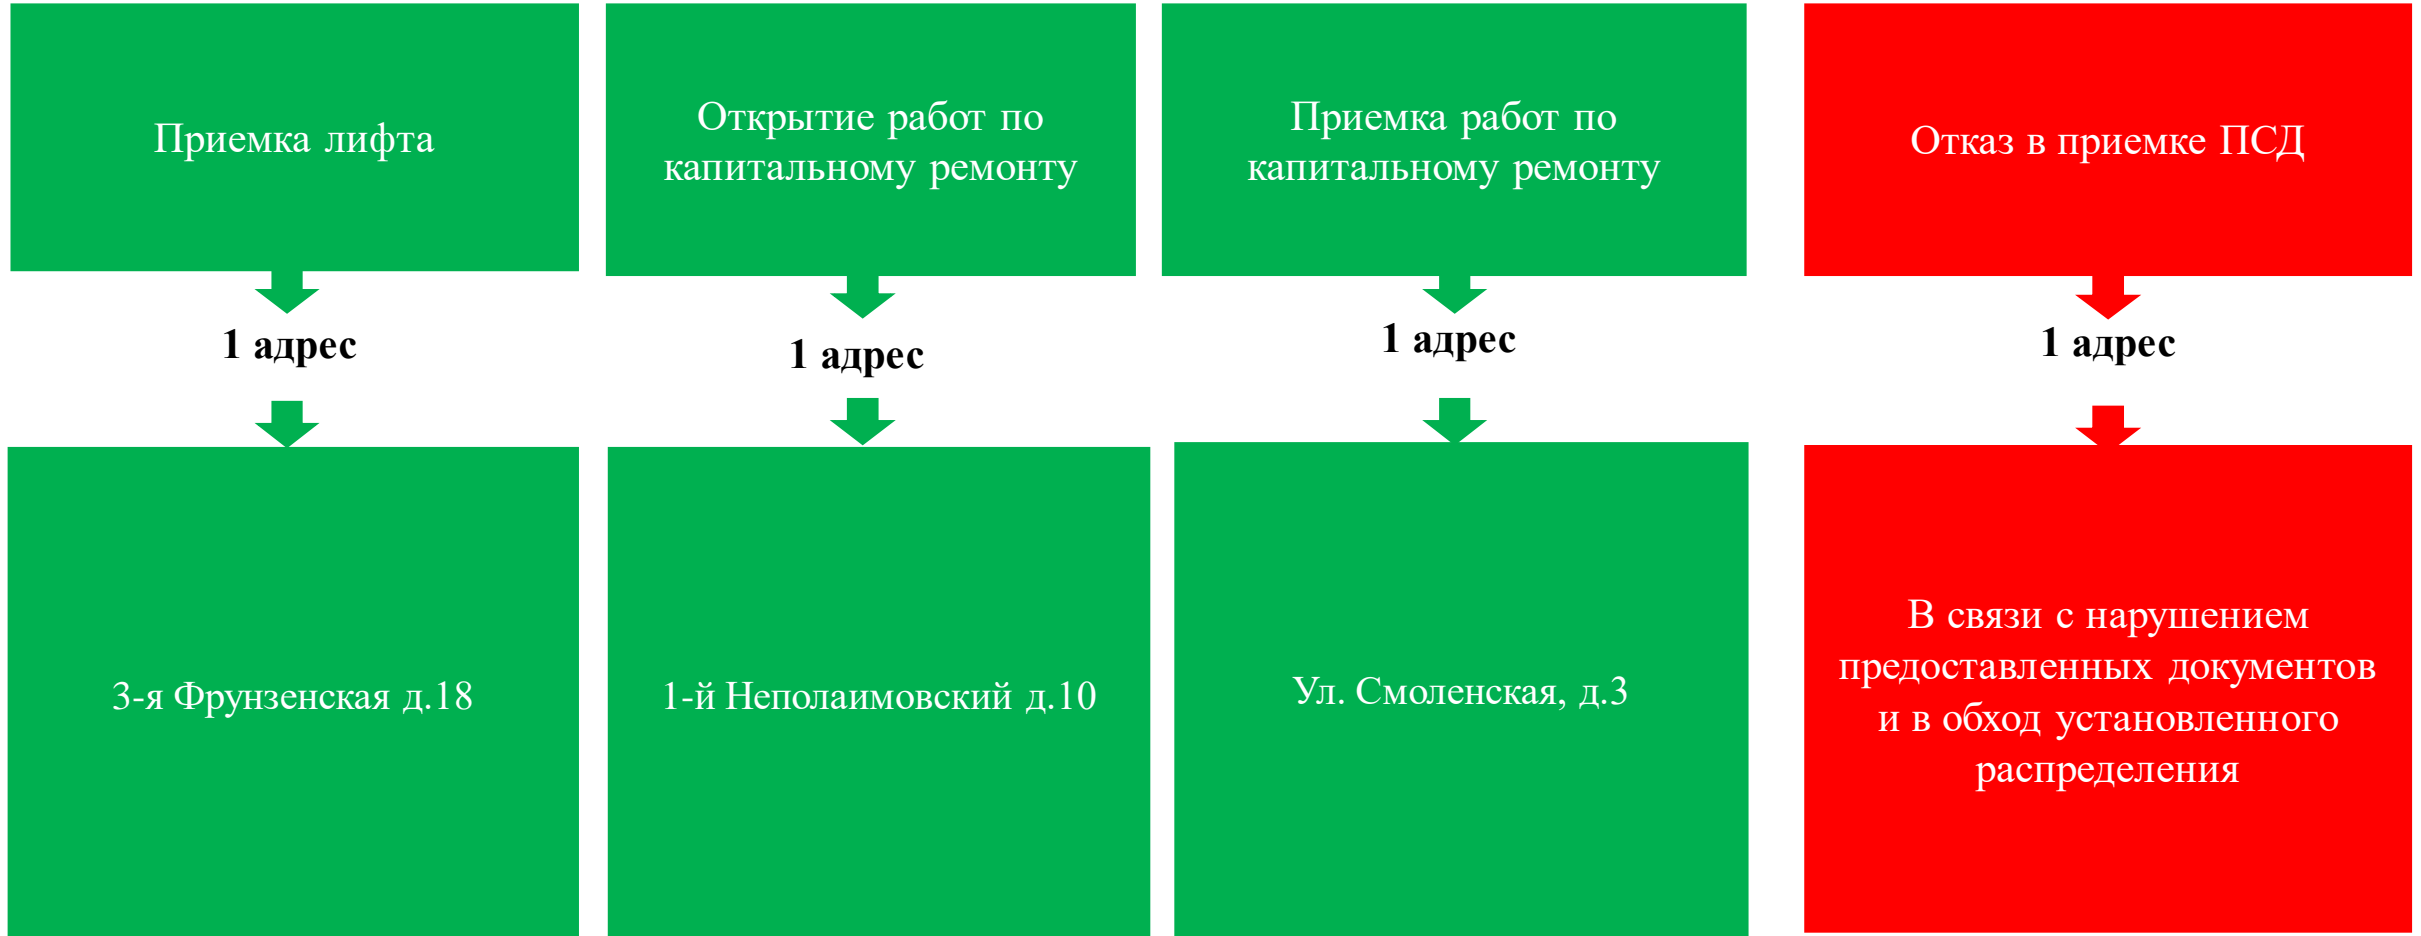 Приемка лифта
Открытие работ по
капитальному ремонту
Приемка работ по
капитальному ремонту
Отказ в приемке ПСД
1 адрес
1 адрес
1 адрес
1 адрес
3-я Фрунзенская д.18
1-й Неполаимовский д.10
Ул. Смоленская, д.3
В связи с нарушением
предоставленных документов
и в обход установленного
распределения